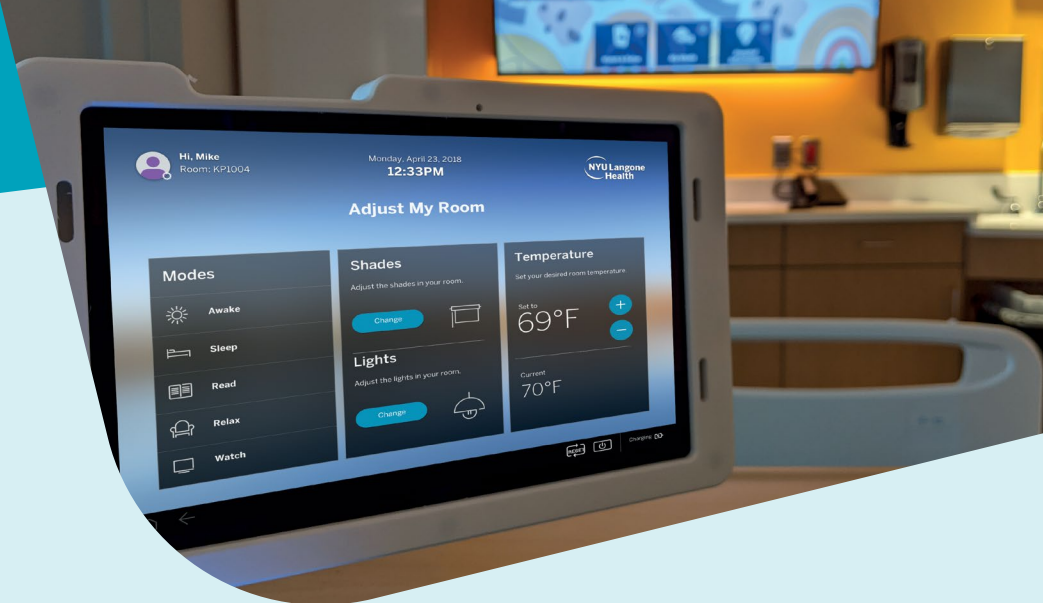 Hi, Mike
Room: KP1004
Monday, April 23, 2018
12:33PM
NYU Langone
Health
Adjust My Room
Modes
Awake
Sleep
Read
Relax
Watch
Shades
Adjust the shades in your room.
Change
Lights
Adjust the lights in your room.
Change
Temperature
Set your desired room temperature
Set to
69°F
+
−
Current
70°F
RESET
Charging